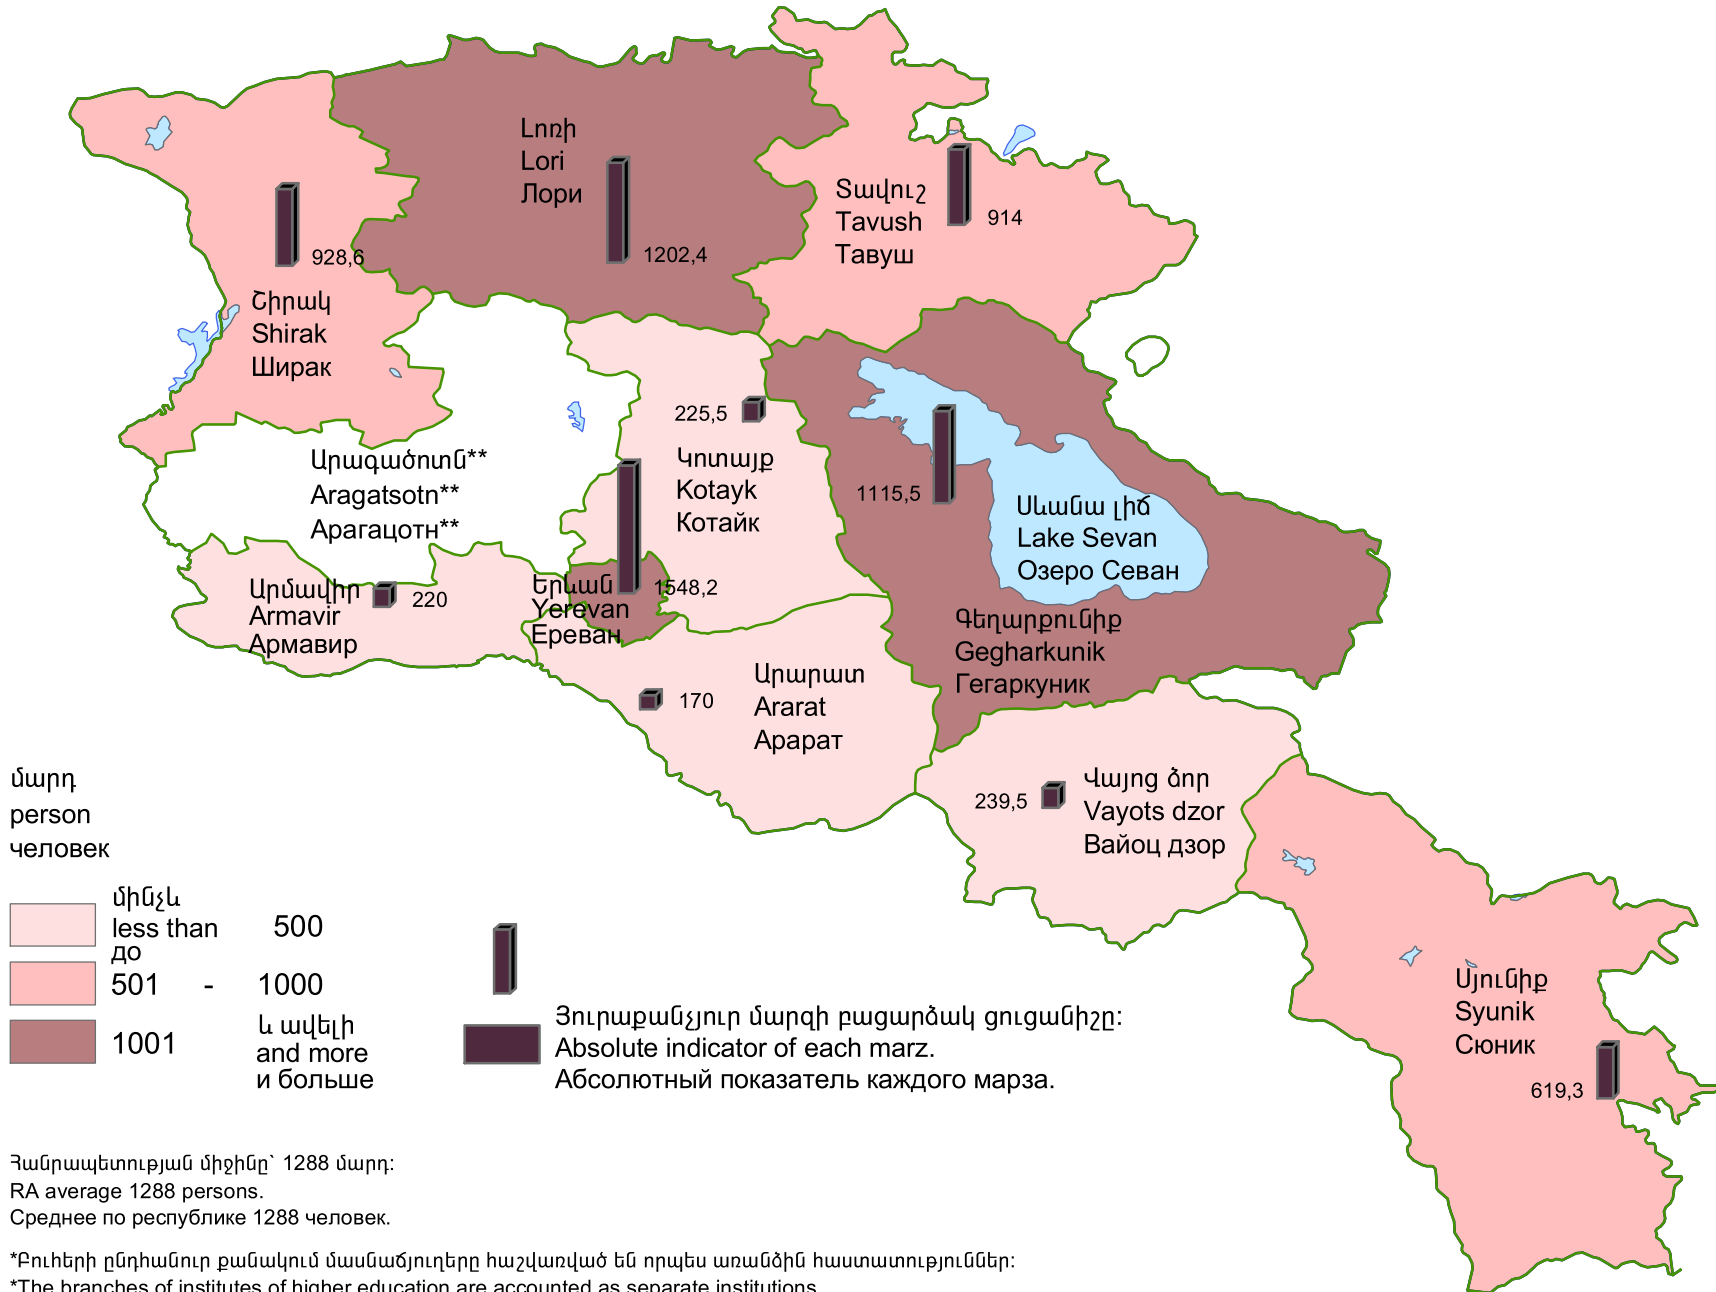 Լոռի
Lori
Лори
1202,4
Տավուշ
Tavush
Тавуш
914
928,6
Շիրակ
Shirak
Ширак
225,5
Կոտայք
Kotayk
Котайк
Արագածոտն**
Aragatsotn**
Арагацотн**
1115,5
Սևանա լիճ
Lake Sevan
Озеро Севан
Արմավիր
Armavir
Армавир
220
Երևան
Yerevan
Ереван
1548,2
Գեղարքունիք
Gegharkunik
Гегаркуник
170
Արարատ
Ararat
Арарат
239,5
Վայոց ձոր
Vayots dzor
Вайоц дзор
Սյունիք
Syunik
Сюник
619,3
մարդ
person
человек
մինչև
less than 500
до
501 - 1000
1001 և ավելի
and more
и больше
Յուրաքանչյուր մարզի բացարձակ ցուցանիշը:
Absolute indicator of each marz.
Абсолютный показатель каждого марза.
Հանրապետության միջինը` 1288 մարդ:
RA average 1288 persons.
Среднее по республике 1288 человек.
*Բուհերի ընդհանուր քանակում մասնաճյուղերը հաշվառված են որպես առանձին հաստատություններ:
*The branches of institutes of higher education are accounted as separate institutions.